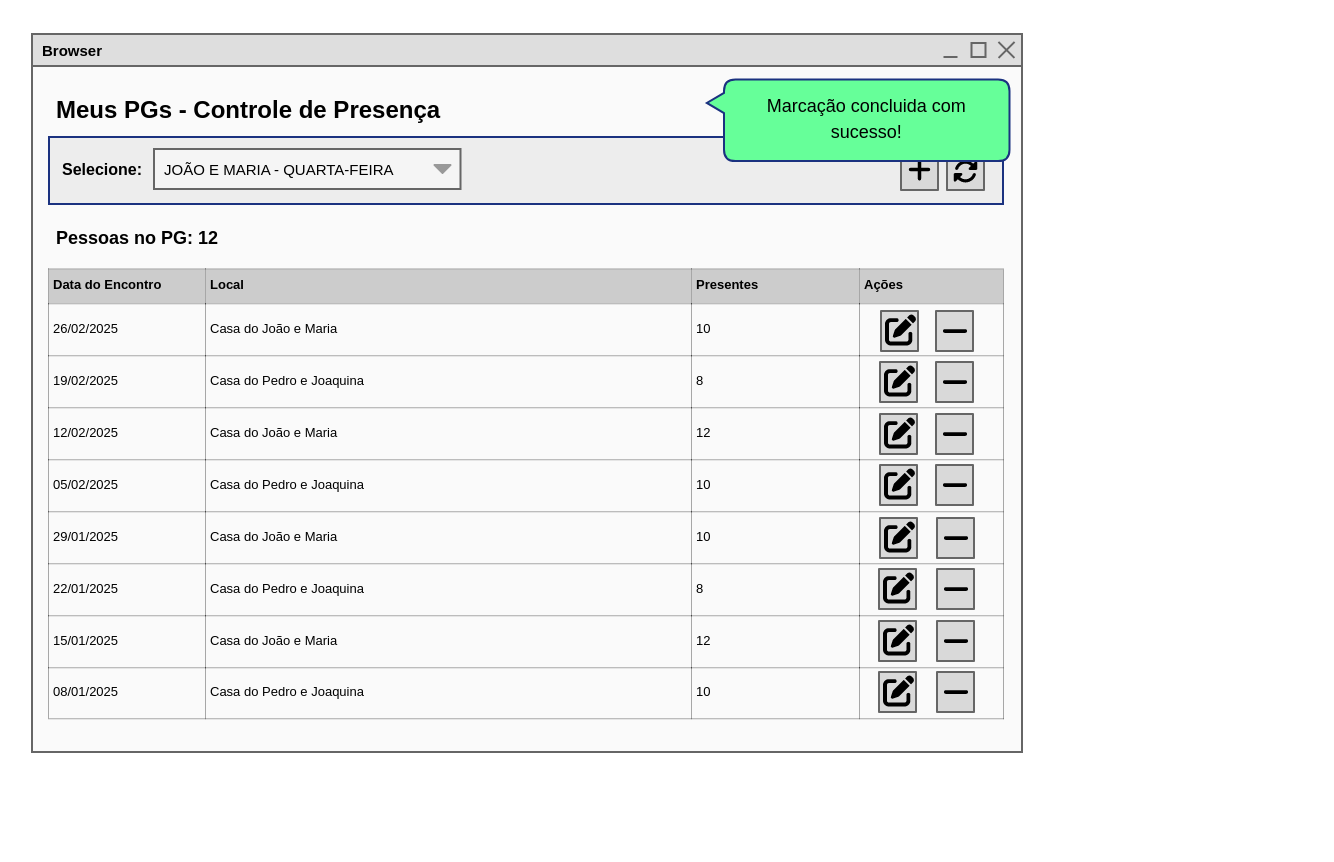 Browser
Meus PGs - Controle de Presença
Marcação concluida com
sucesso!
Selecione: JOÃO E MARIA - QUARTA-FEIRA
Pessoas no PG: 12
Data do Encontro Local Presentes Ações
26/02/2025 Casa do João e Maria 10
19/02/2025 Casa do Pedro e Joaquina 8
12/02/2025 Casa do João e Maria 12
05/02/2025 Casa do Pedro e Joaquina 10
29/01/2025 Casa do João e Maria 10
22/01/2025 Casa do Pedro e Joaquina 8
15/01/2025 Casa do João e Maria 12
08/01/2025 Casa do Pedro e Joaquina 10